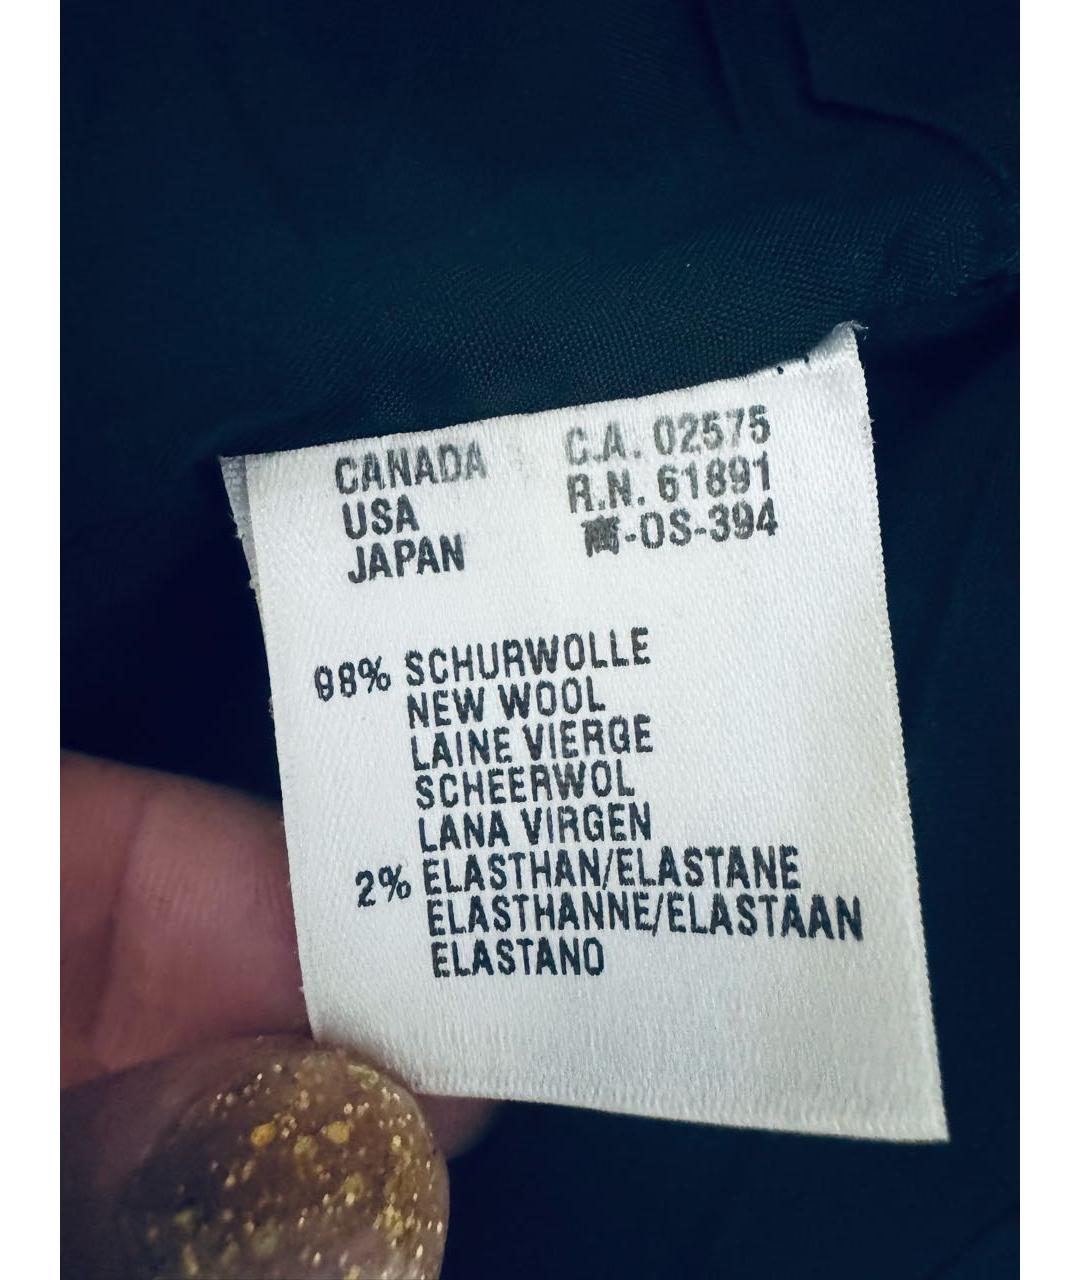 CANADA C.A. 02575
USA R.N. 61891
JAPAN -OS-394
98% SCHURWOLLE
NEW WOOL
LAINE VIERGE
SCHEERWOL
LANA VIRGEN
2% ELASTHAN/ELASTANE
ELASTHANNE/ELASTAAN
ELASTANO